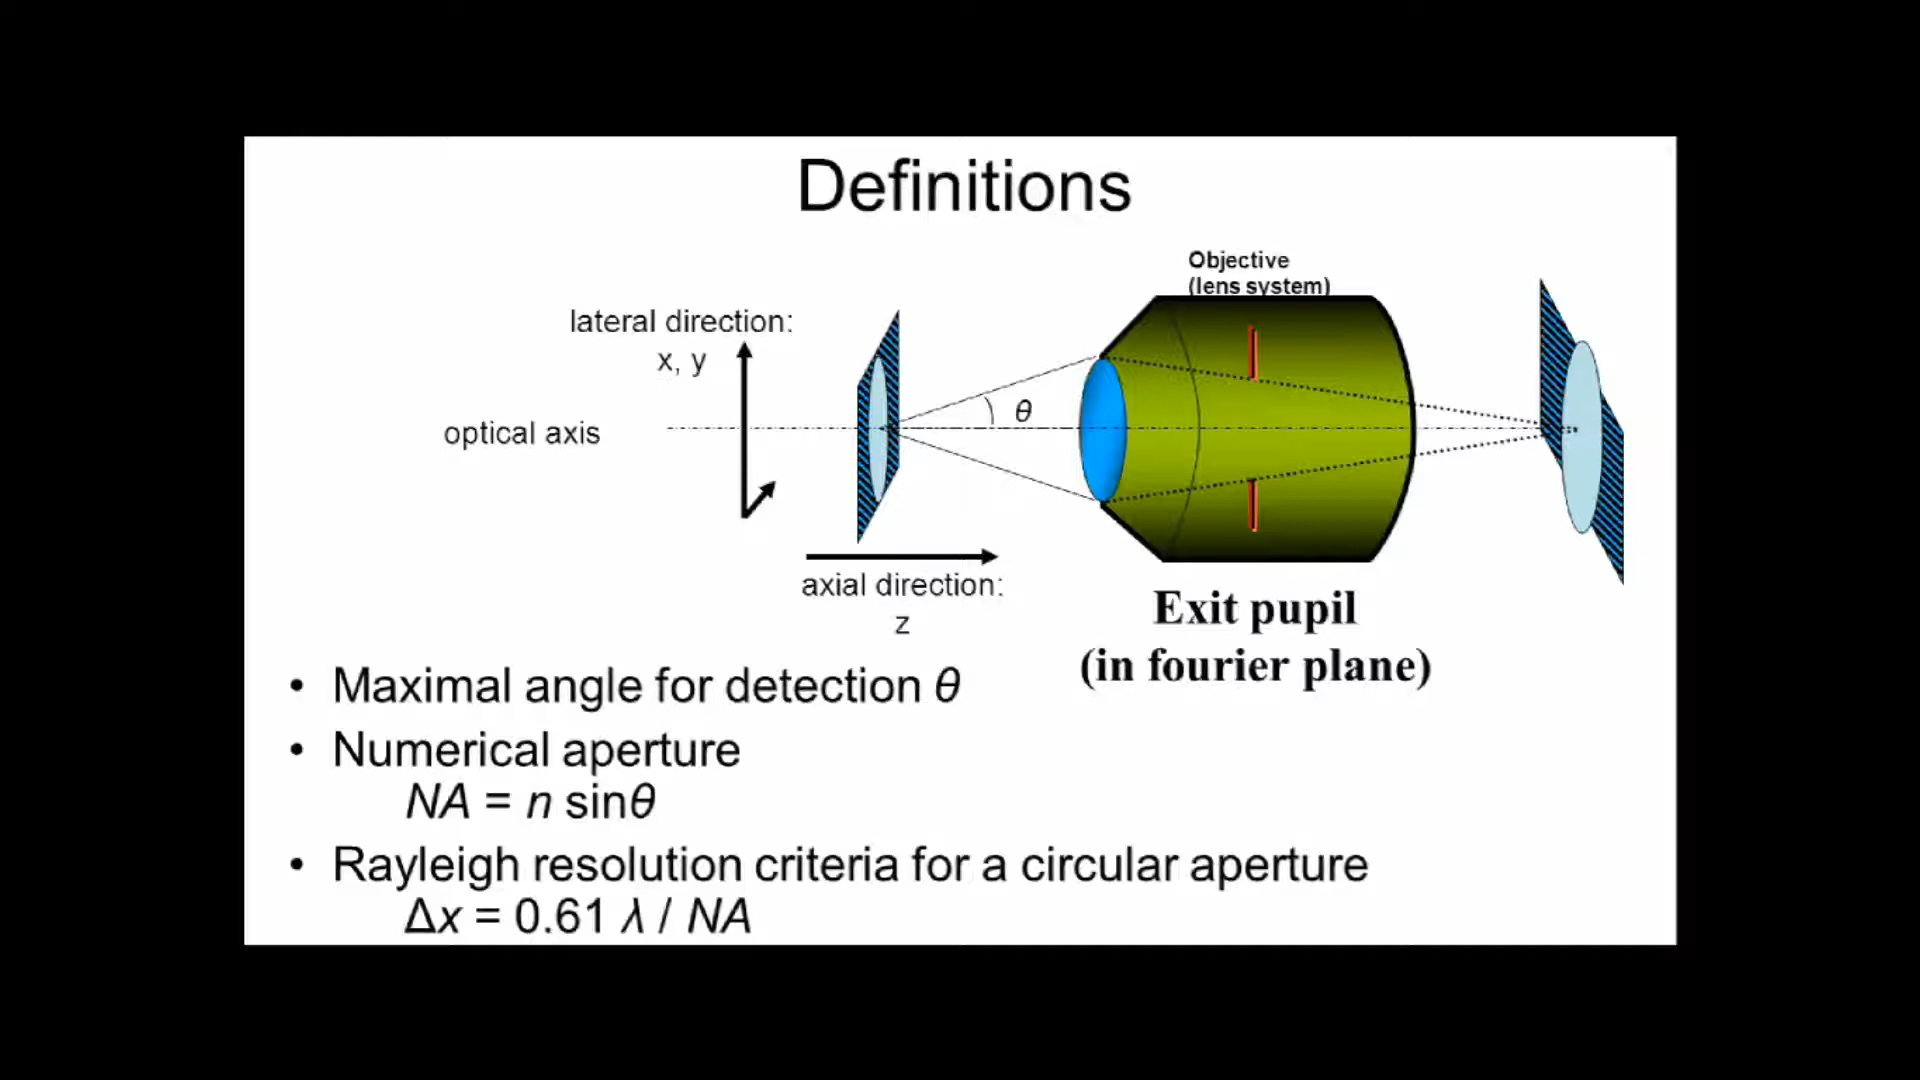 Definitions
Objective
(lens system)
lateral direction:
x, y
θ
optical axis
axial direction:
z
Exit pupil
(in fourier plane)
• Maximal angle for detection θ
• Numerical aperture
NA = n sinθ
• Rayleigh resolution criteria for a circular aperture
Δx = 0.61 λ / NA